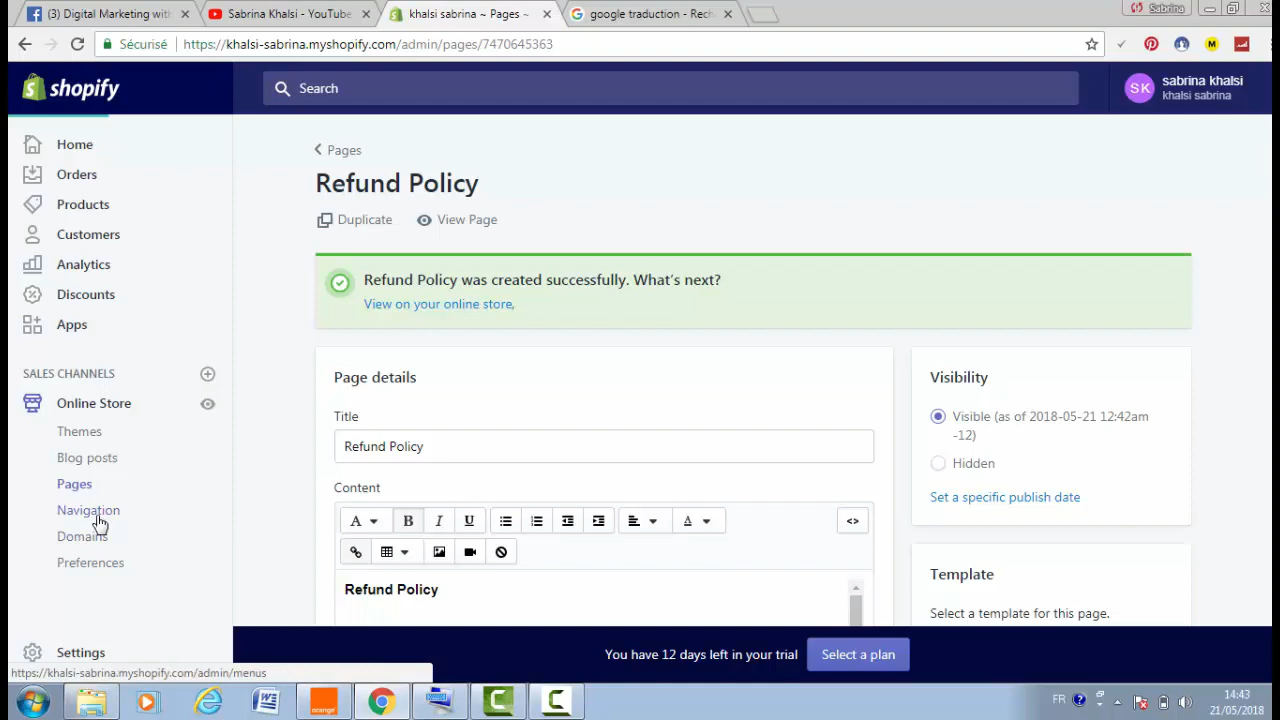 (3) Digital Marketing with
Sabrina Khalsi - YouTube
khalsi sabrina ~ Pages ~
google traduction - Rech
Sabrina
Sécurisé
https://khalsi-sabrina.myshopify.com/admin/pages/7470645363
shopify
Search
SK
sabrina khalsi
khalsi sabrina
Home
Orders
Products
Customers
Analytics
Discounts
Apps
SALES CHANNELS
Online Store
Themes
Blog posts
Pages
Navigation
Domains
Preferences
Settings
https://khalsi-sabrina.myshopify.com/admin/menus
Pages
Refund Policy
Duplicate
View Page
Refund Policy was created successfully. What's next?
View on your online store.
Page details
Title
Refund Policy
Content
A
B
I
U
A
<>
Refund Policy
Visibility
Visible (as of 2018-05-21 12:42am
-12)
Hidden
Set a specific publish date
Template
Select a template for this page.
You have 12 days left in your trial
Select a plan
orange
FR
14:43
21/05/2018